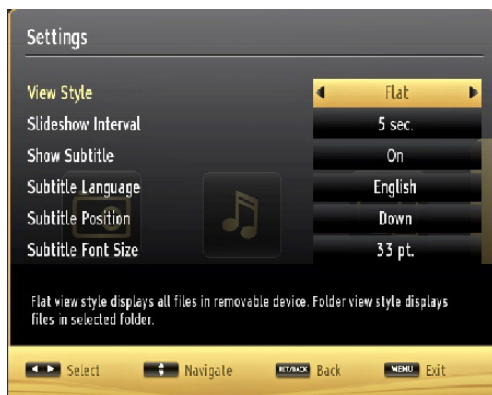 Settings
View Style Flat
Slideshow Interval 5 sec.
Show Subtitle On
Subtitle Language English
Subtitle Position Down
Subtitle Font Size 33 pt.
Flat view style displays all files in removable device. Folder view style displays
files in selected folder.
Select Navigate RET/BACK Back MENU Exit